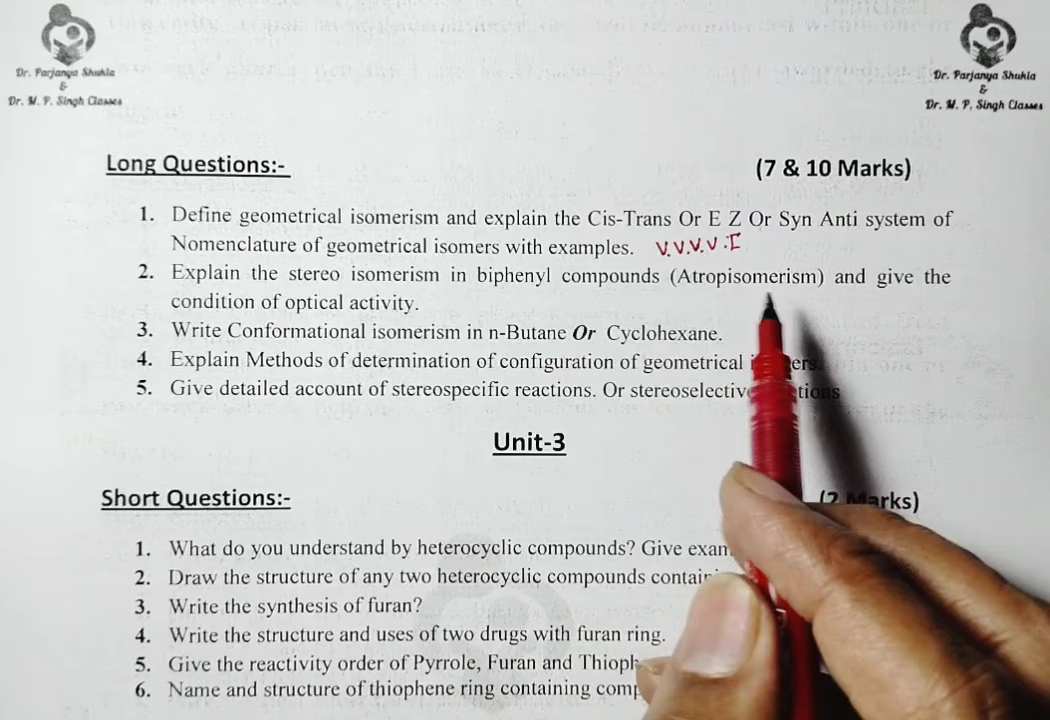 Dr. Parjanya Shukla
&
Dr. M. P. Singh Classes
Dr. Parjanya Shukla
&
Dr. M. P. Singh Classes
Long Questions:- (7 & 10 Marks)
1. Define geometrical isomerism and explain the Cis-Trans Or E Z Or Syn Anti system of
Nomenclature of geometrical isomers with examples. V.V.V.V.I
2. Explain the stereo isomerism in biphenyl compounds (Atropisomerism) and give the
condition of optical activity.
3. Write Conformational isomerism in n-Butane Or Cyclohexane.
4. Explain Methods of determination of configuration of geometrical
5. Give detailed account of stereospecific reactions. Or stereoselective
Unit-3
Short Questions:- (2 Marks)
1. What do you understand by heterocyclic compounds? Give
2. Draw the structure of any two heterocyclic compounds
3. Write the synthesis of furan?
4. Write the structure and uses of two drugs with furan ring.
5. Give the reactivity order of Pyrrole, Furan and
6. Name and structure of thiophene ring containing